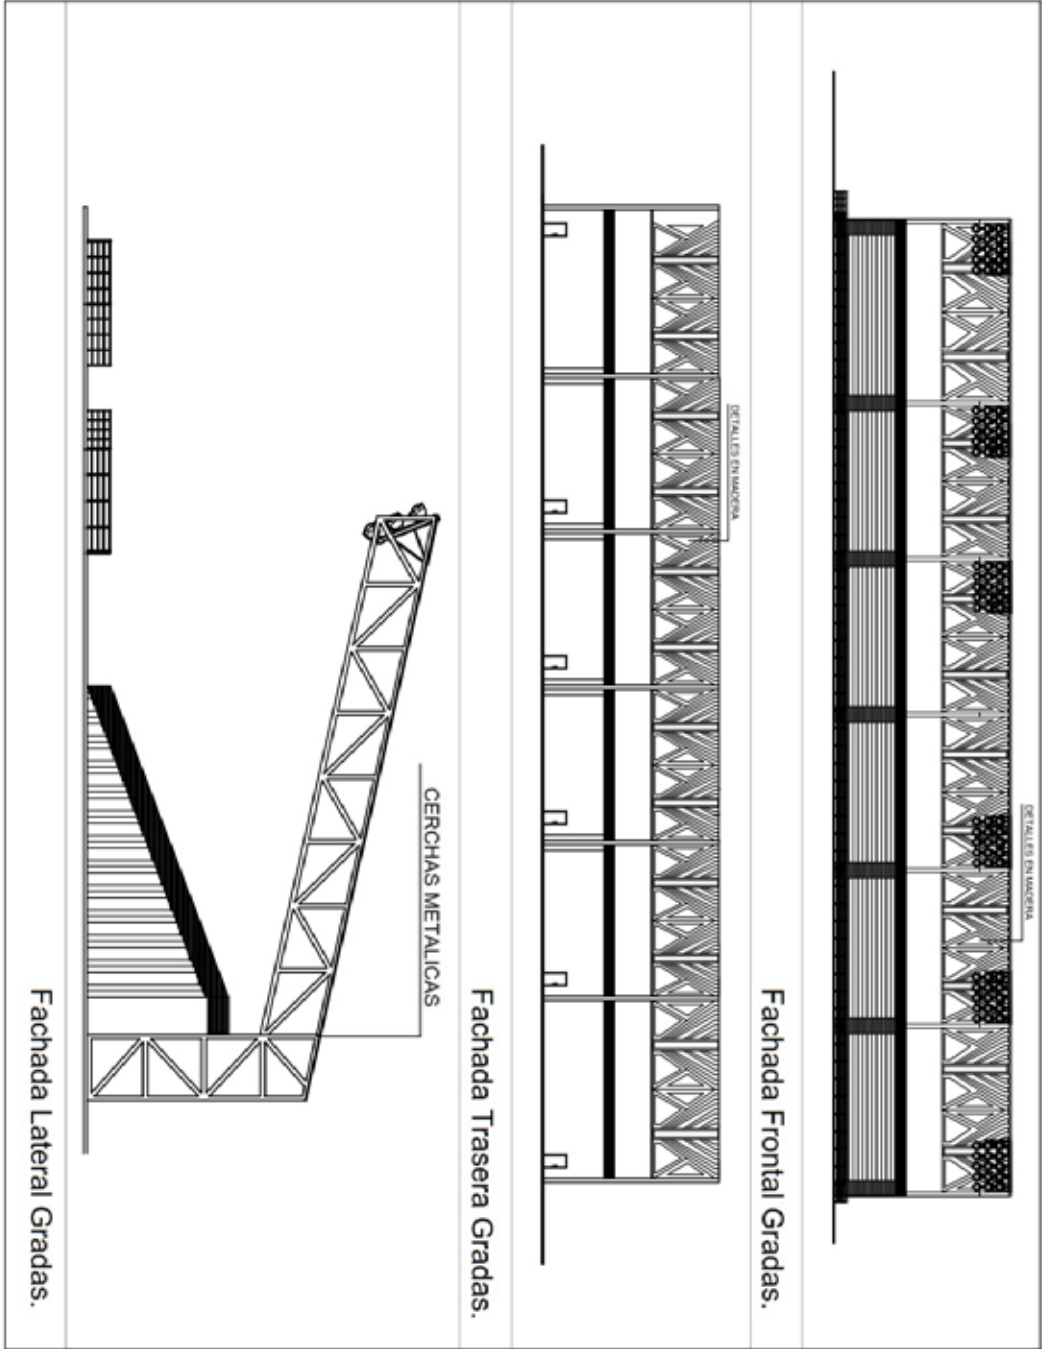 DETALLES EN MADERA
Fachada Frontal Gradas.
DETALLES EN MADERA
Fachada Trasera Gradas.
CERCHAS METALICAS
Fachada Lateral Gradas.